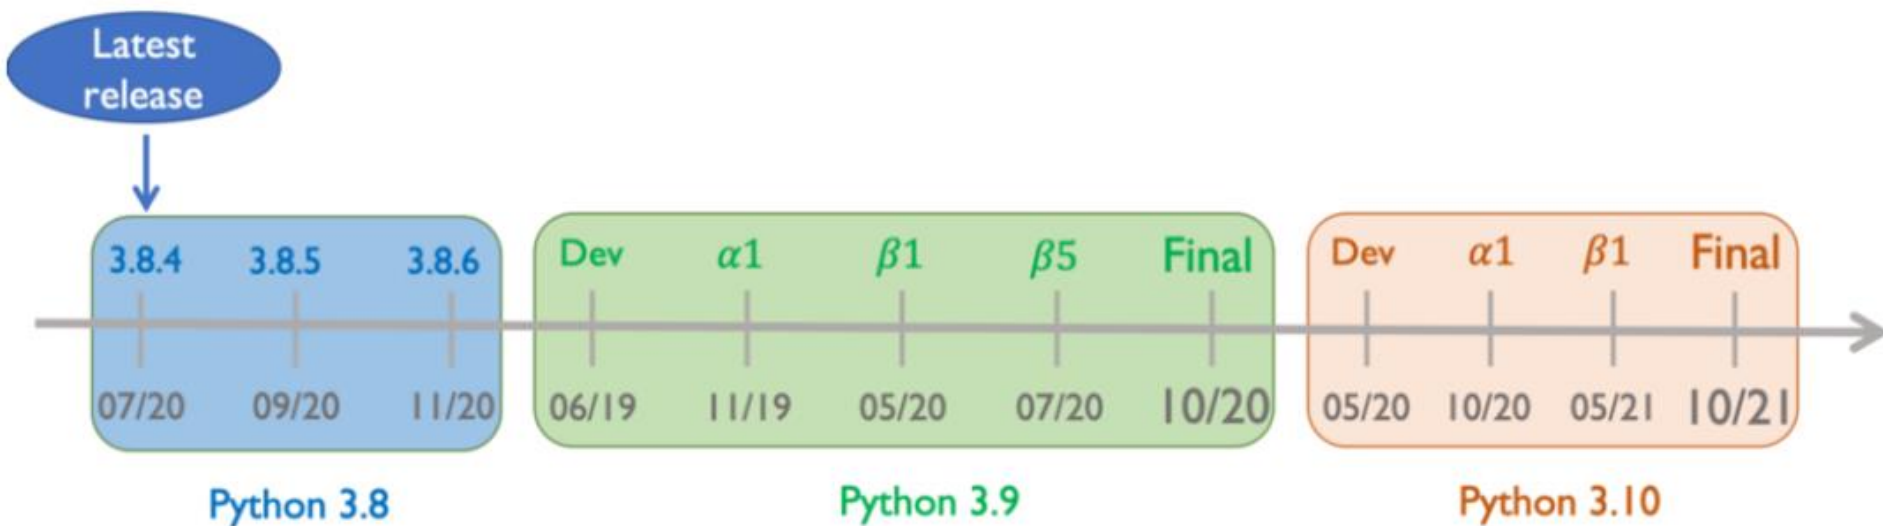 Latest
release
3.8.4 3.8.5 3.8.6 Dev α1 β1 β5 Final Dev α1 β1 Final
07/20 09/20 11/20 06/19 11/19 05/20 07/20 10/20 05/20 10/20 05/21 10/21
Python 3.8 Python 3.9 Python 3.10